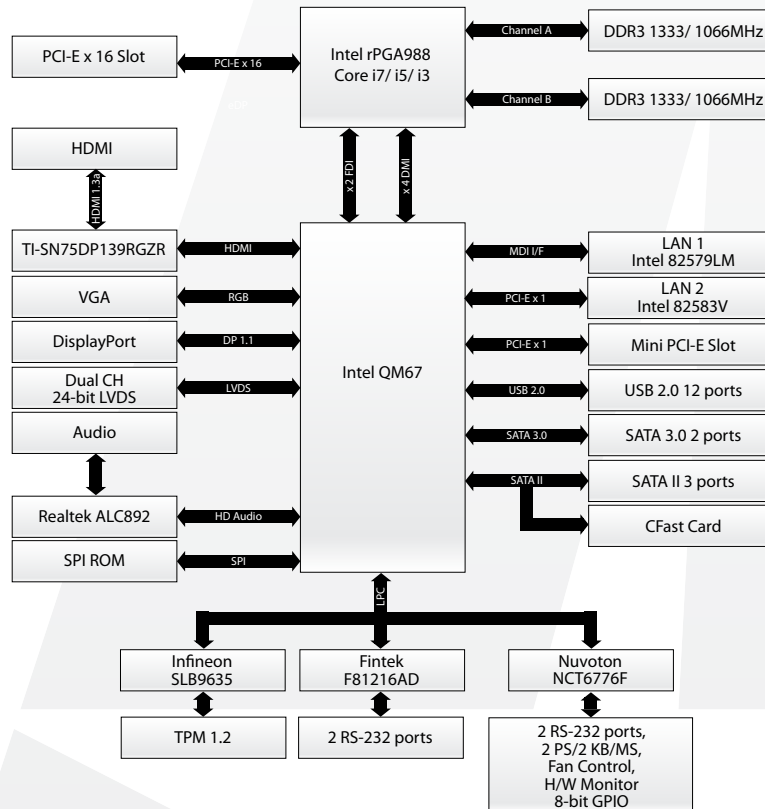 PCI-E x 16 Slot
PCI-E x 16
Intel rPGA988
Core i7/ i5/ i3
Channel A
DDR3 1333/ 1066MHz
Channel B
DDR3 1333/ 1066MHz
HDMI
HDMI 1.3a
x 2 FDI
x 4 DMI
TI-SN75DP139RGZR
HDMI
VGA
RGB
DisplayPort
DP 1.1
Dual CH
24-bit LVDS
LVDS
Audio
Realtek ALC892
HD Audio
SPI ROM
SPI
Intel QM67
MDI I/F
LAN 1
Intel 82579LM
PCI-E x 1
LAN 2
Intel 82583V
PCI-E x 1
Mini PCI-E Slot
USB 2.0
USB 2.0 12 ports
SATA 3.0
SATA 3.0 2 ports
SATA II
SATA II 3 ports
CFast Card
LPC
Infineon
SLB9635
TPM 1.2
Fintek
F81216AD
2 RS-232 ports
Nuvoton
NCT6776F
2 RS-232 ports,
2 PS/2 KB/MS,
Fan Control,
H/W Monitor
8-bit GPIO